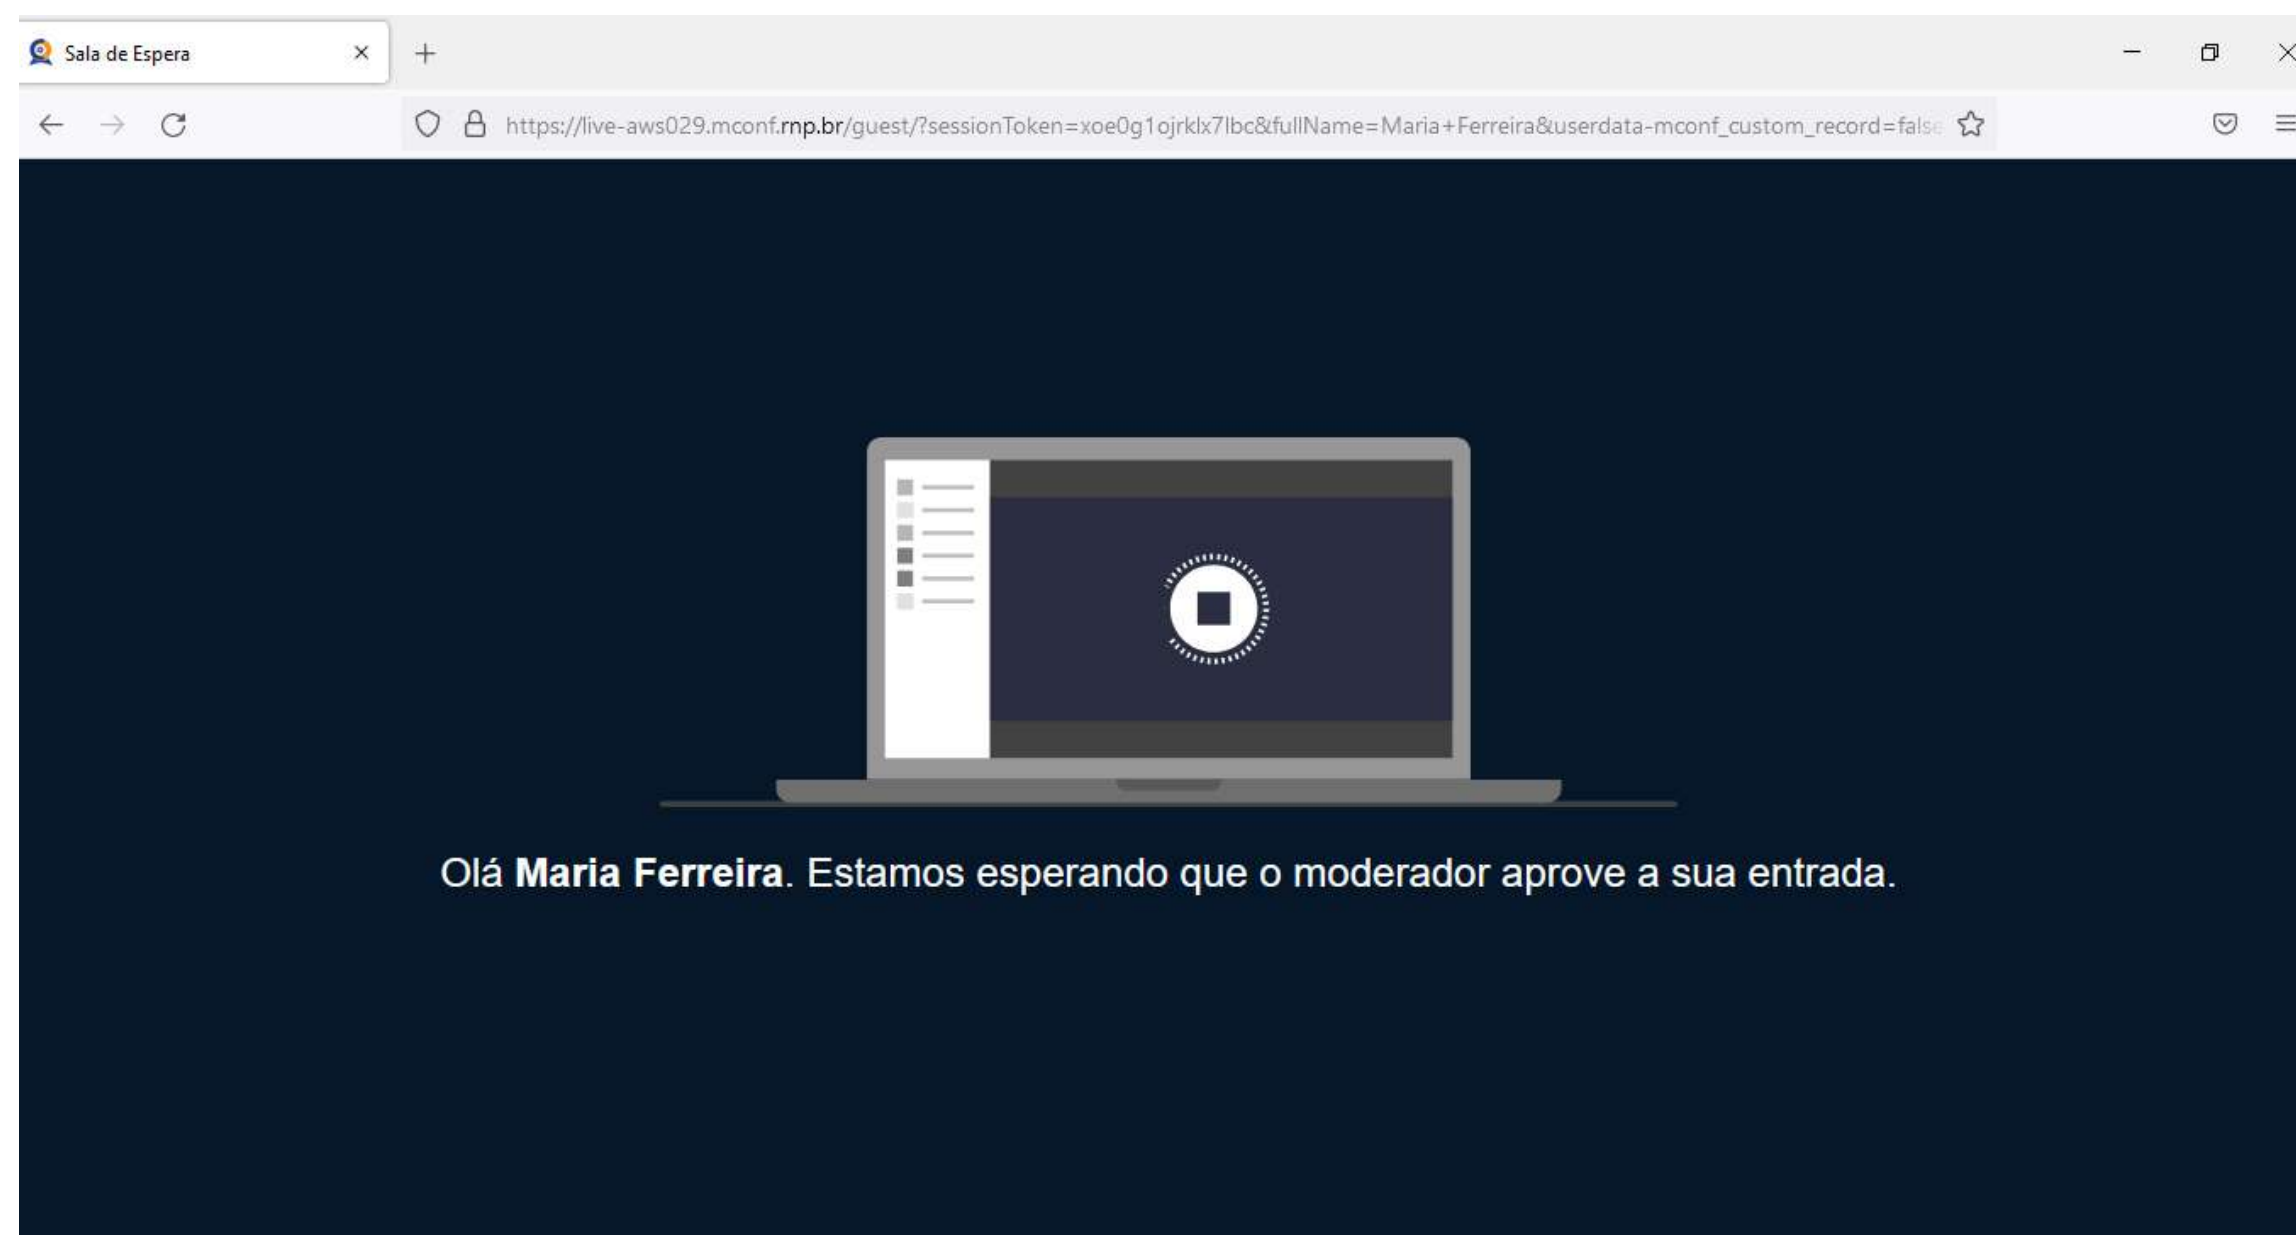 Sala de Espera
https://live-aws029.mconf.rnp.br/guest/?sessionToken=xoe0g1ojrklx7lbc&fullName=Maria+Ferreira&userdata-mconf_custom_record=false
Olá Maria Ferreira. Estamos esperando que o moderador aprove a sua entrada.